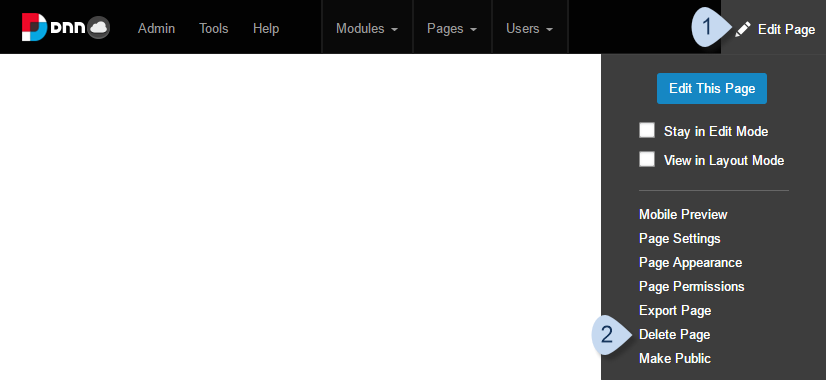 DNN Admin Tools Help Modules Pages Users 1 Edit Page
Edit This Page
Stay in Edit Mode
View in Layout Mode
Mobile Preview
Page Settings
Page Appearance
Page Permissions
Export Page
2 Delete Page
Make Public